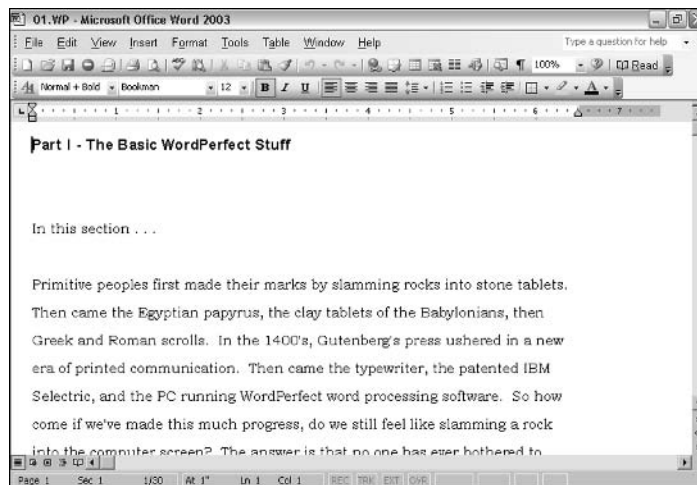 01.WP - Microsoft Office Word 2003
File Edit View Insert Format Tools Table Window Help Type a question for help
100% Read
Normal + Bold Bookman 12 B I U A
1 2 3 4 5 6 7
Part I - The Basic WordPerfect Stuff
In this section . . .
Primitive peoples first made their marks by slamming rocks into stone tablets.
Then came the Egyptian papyrus, the clay tablets of the Babylonians, then
Greek and Roman scrolls. In the 1400's, Gutenberg's press ushered in a new
era of printed communication. Then came the typewriter, the patented IBM
Selectric, and the PC running WordPerfect word processing software. So how
come if we've made this much progress, do we still feel like slamming a rock
into the computer screen? The answer is that no one has ever bothered to
Page 1 Sec 1 1/30 At 1" Ln 1 Col 1 REC TRK EXT OVR